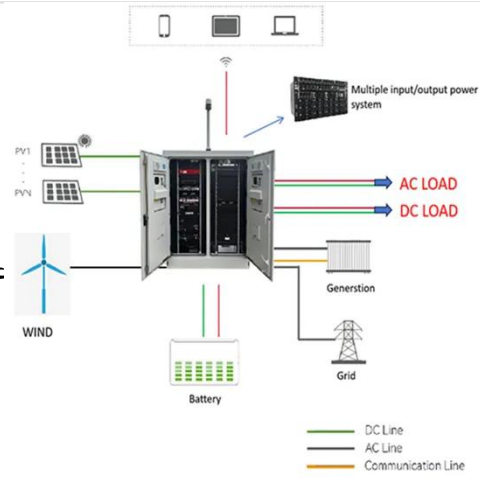 Multiple input/output power
system
PV1
PVN
AC LOAD
DC LOAD
Generstion
WIND
Grid
Battery
DC Line
AC Line
Communication Line